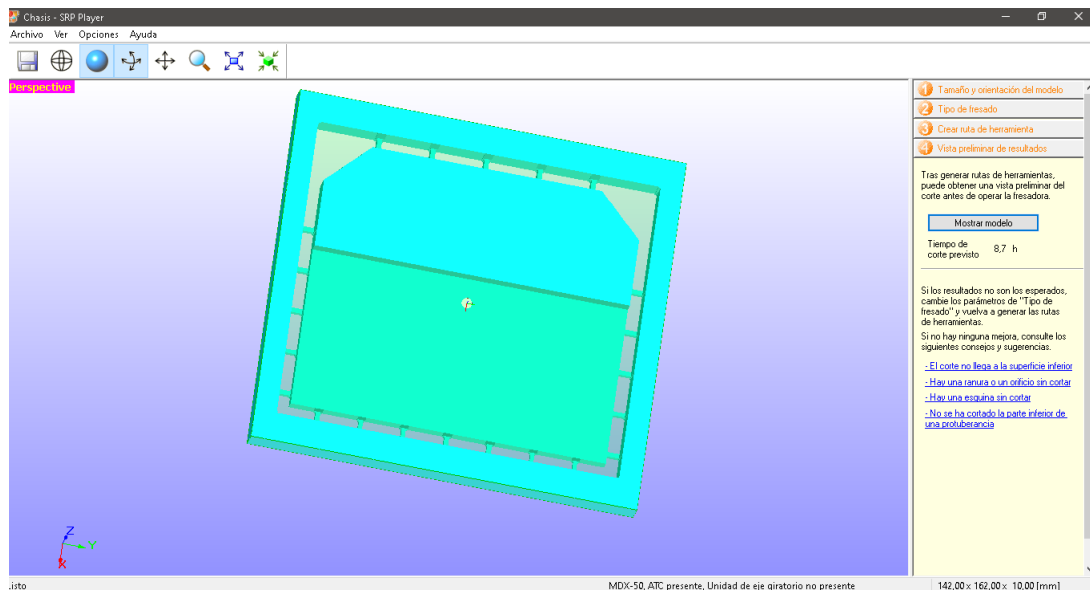 Chasis - SRP Player
Archivo Ver Opciones Ayuda
Perspective
1 Tamaño y orientación del modelo
2 Tipo de fresado
3 Crear ruta de herramienta
4 Vista preliminar de resultados
Tras generar rutas de herramientas,
puede obtener una vista preliminar del
corte antes de operar la fresadora.
Mostrar modelo
Tiempo de
corte previsto 8,7 h
Si los resultados no son los esperados,
cambie los parámetros de "Tipo de
fresado" y vuelva a generar las rutas
de herramientas.
Si no hay ninguna mejora, consulte los
siguientes consejos y sugerencias.
- El corte no llega a la superficie inferior
- Hay una ranura o un orificio sin cortar
- Hay una esquina sin cortar
- No se ha cortado la parte inferior de
una protuberancia
Z
Y
X
Listo MDX-50, ATC presente, Unidad de eje giratorio no presente 142,00 x 162,00 x 10,00 [mm]